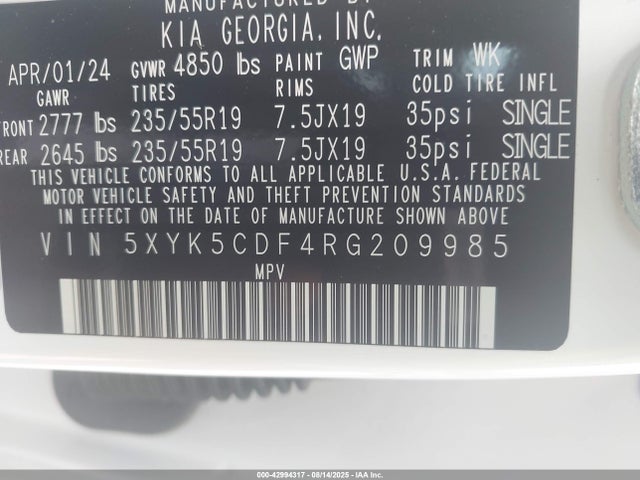 MANUFACTURED BY
KIA GEORGIA, INC.
APR/01/24 GVWR 4850 lbs PAINT GWP TRIM WK
GAWR TIRES RIMS COLD TIRE INFL
FRONT 2777 lbs 235/55R19 7.5JX19 35psi SINGLE
REAR 2645 lbs 235/55R19 7.5JX19 35psi SINGLE
THIS VEHICLE CONFORMS TO ALL APPLICABLE U.S.A. FEDERAL
MOTOR VEHICLE SAFETY AND THEFT PREVENTION STANDARDS
IN EFFECT ON THE DATE OF MANUFACTURE SHOWN ABOVE
VIN 5XYK5CDF4RG209985
MPV
000-42994317 - 08/14/2025 - IAA Inc.